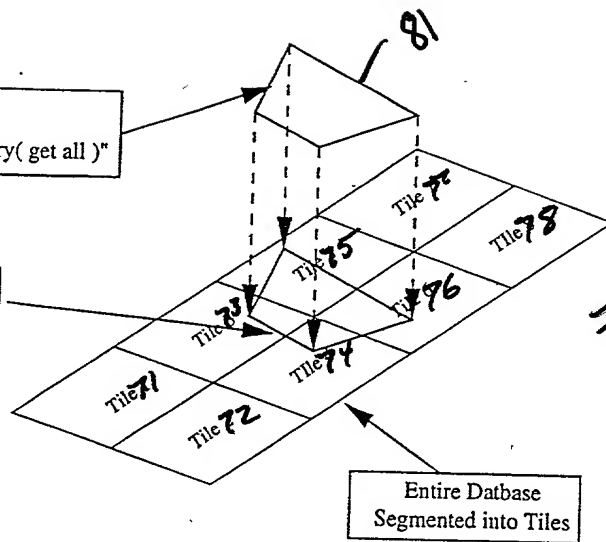 81
ry( get all )"
Tile 77
Tile 78
Tile 75
Tile 76
Tile 73
Tile 74
Tile 71
Tile 72
Entire Datbase
Segmented into Tiles